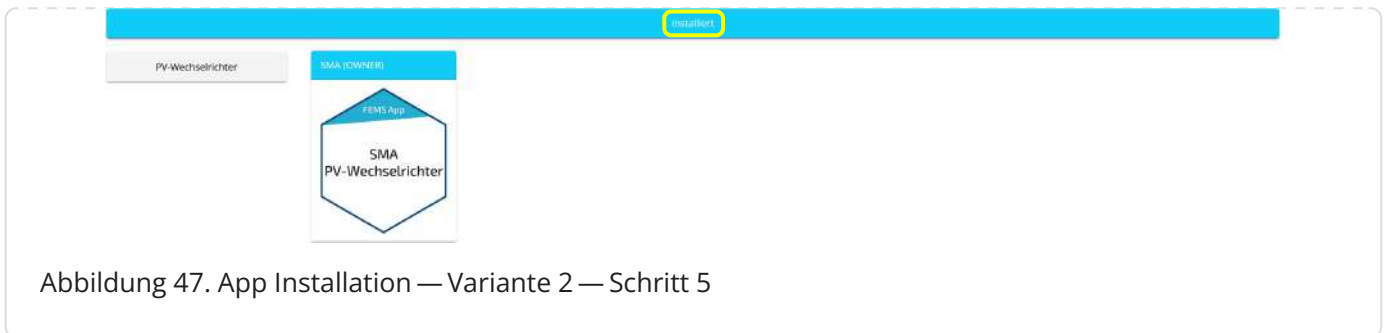 Installiert
PV-Wechselrichter
SMA (OWNER)
FEMS App
SMA
PV-Wechselrichter
Abbildung 47. App Installation — Variante 2 — Schritt 5